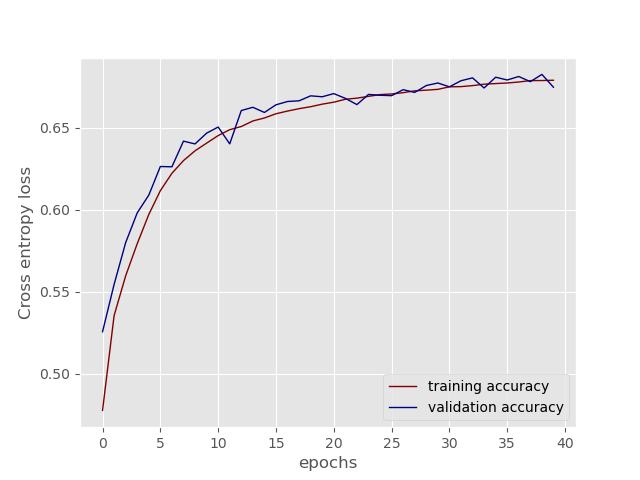 Cross entropy loss
0.65
0.60
0.55
0.50
training accuracy
validation accuracy
0 5 10 15 20 25 30 35 40
epochs